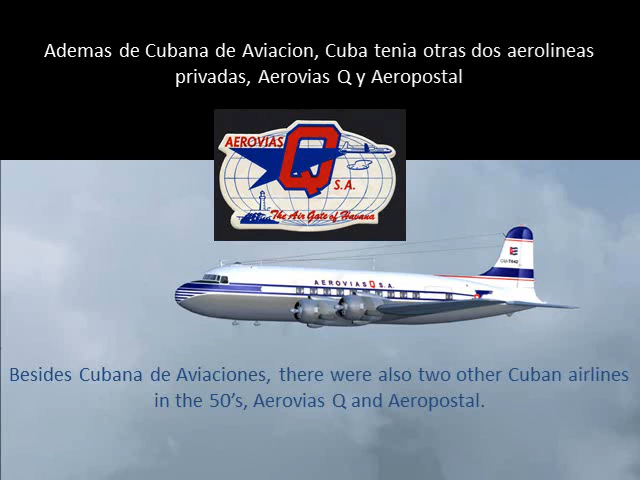 Ademas de Cubana de Aviacion, Cuba tenia otras dos aerolineas
privadas, Aerovias Q y Aeropostal
AEROVIAS
Q
S.A.
The Air Gate of Havana
AEROVIAS Q S.A.
Besides Cubana de Aviaciones, there were also two other Cuban airlines
in the 50’s, Aerovias Q and Aeropostal.